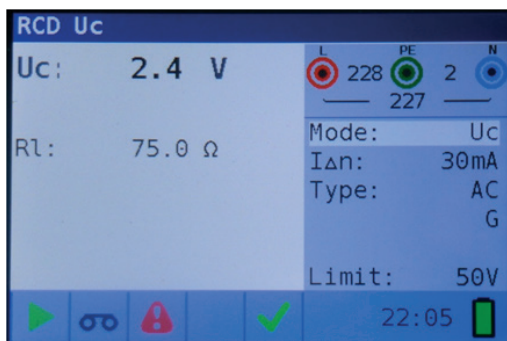 RCD Uc
Uc: 2.4 V
Rl: 75.0 Ω
L PE N
228 2
227
Mode: Uc
I∆n: 30mA
Type: AC
G
Limit: 50V
22:05